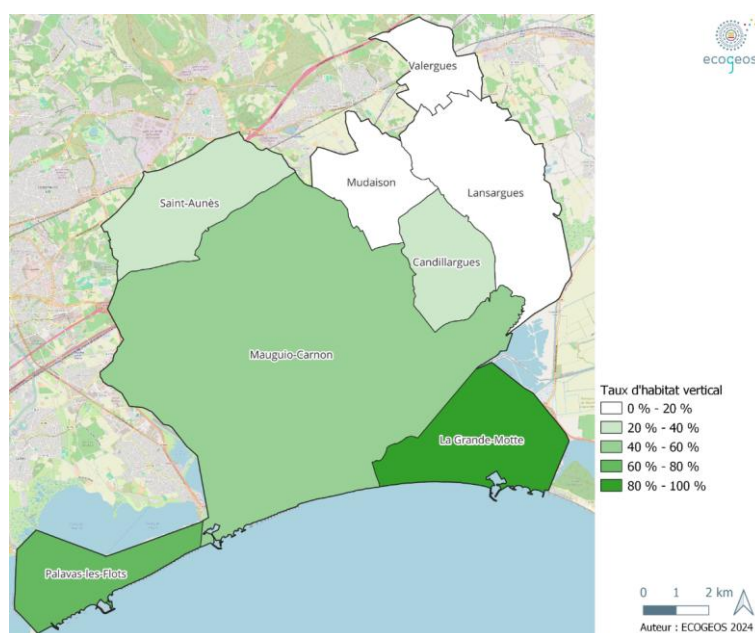 ecogeos
Valergues
Mudaison
Lansargues
Saint-Aunès
Candillargues
Mauguio-Carnon
La Grande-Motte
Palavas-les-Flots
Taux d'habitat vertical
0 % - 20 %
20 % - 40 %
40 % - 60 %
60 % - 80 %
80 % - 100 %
0 1 2 km
Auteur : ECOGEOS 2024